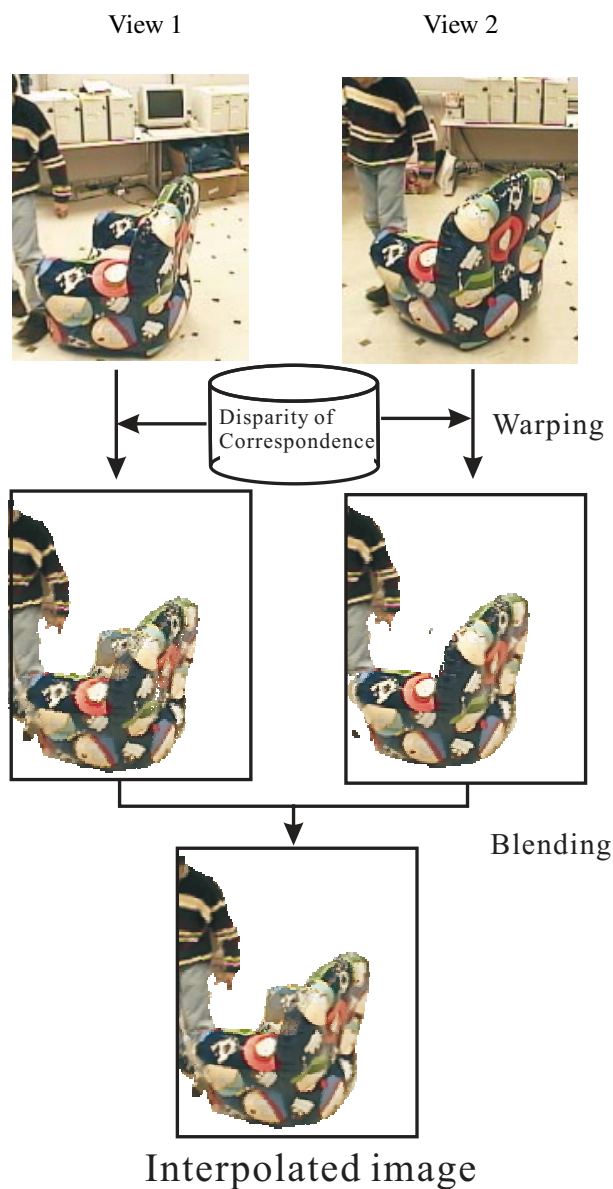 View 1
View 2
Disparity of
Correspondence
Warping
Blending
Interpolated image